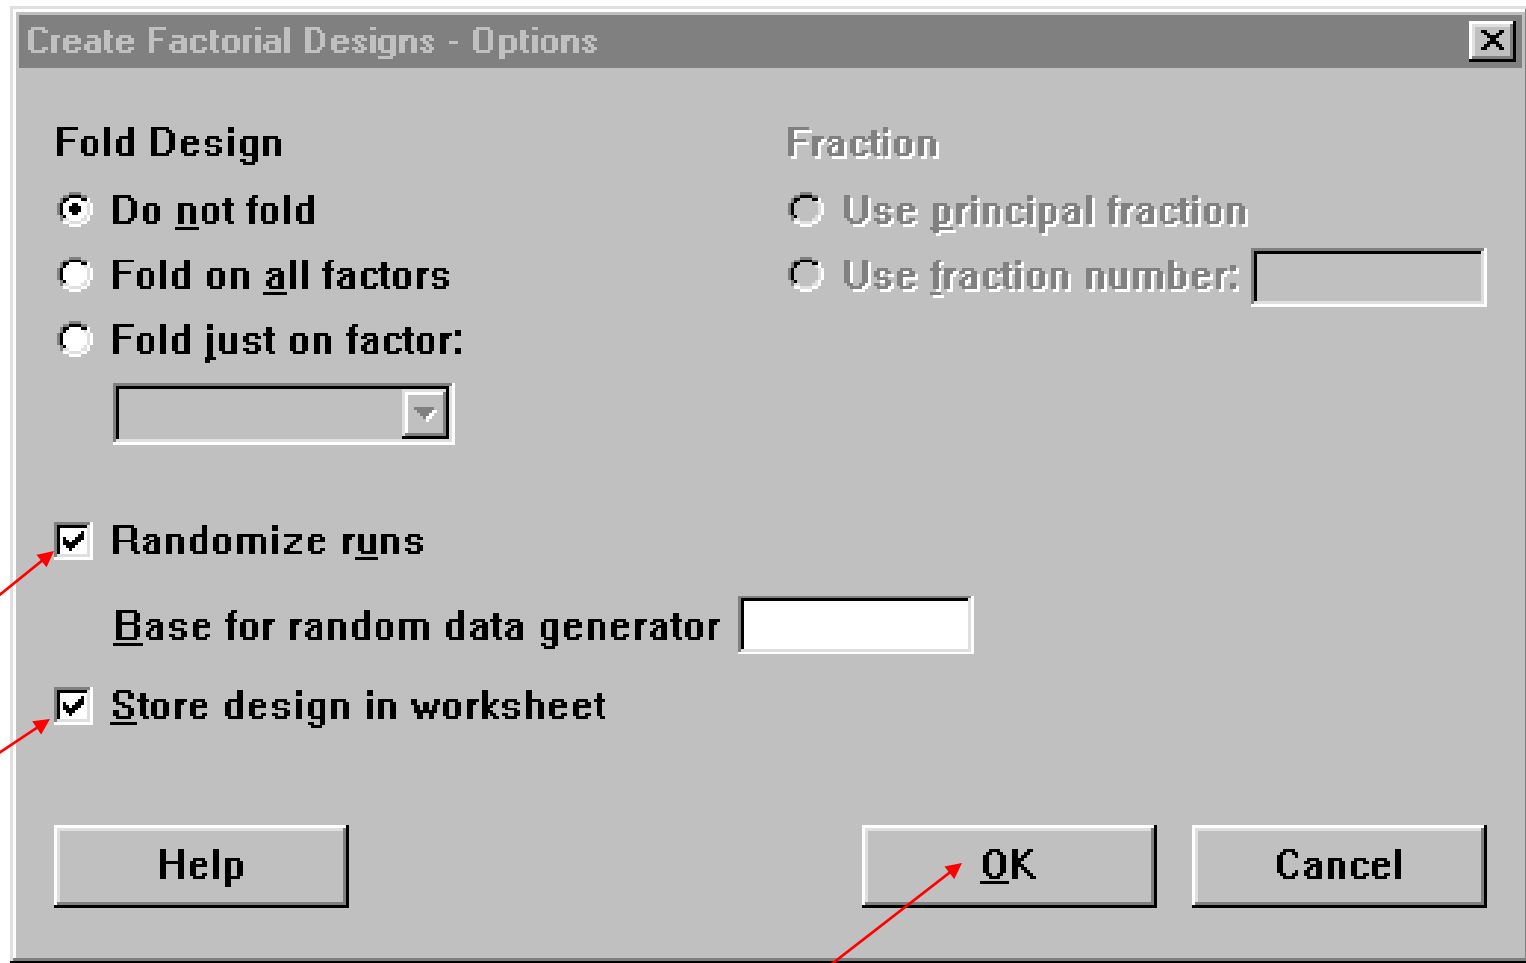 Create Factorial Designs - Options
Fold Design
Do not fold
Fold on all factors
Fold just on factor:
Fraction
Use principal fraction
Use fraction number:
Randomize runs
Base for random data generator
Store design in worksheet
Help
OK
Cancel